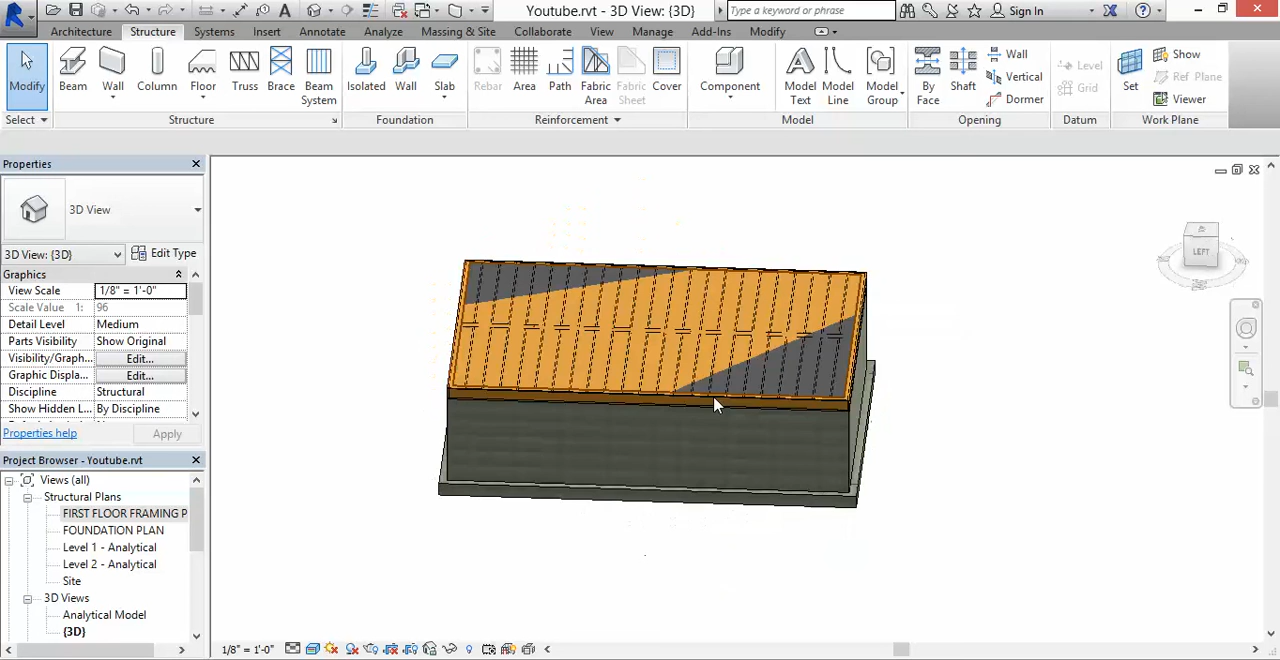 Youtube.rvt - 3D View: {3D}
Type a keyword or phrase
Sign In
Architecture
Structure
Systems
Insert
Annotate
Analyze
Massing & Site
Collaborate
View
Manage
Add-Ins
Modify
Modify
Beam
Wall
Column
Floor
Truss
Brace
Beam System
Isolated
Wall
Slab
Rebar
Area
Path
Fabric Area
Fabric Sheet
Cover
Component
Model Text
Model Line
Model Group
By Face
Shaft
Wall
Vertical
Dormer
Level
Grid
Set
Show
Ref Plane
Viewer
Select
Structure
Foundation
Reinforcement
Model
Opening
Datum
Work Plane
Properties
3D View
3D View: {3D}
Edit Type
Graphics
View Scale 1/8" = 1'-0"
Scale Value 1: 96
Detail Level Medium
Parts Visibility Show Original
Visibility/Graph... Edit...
Graphic Displa... Edit...
Discipline Structural
Show Hidden L... By Discipline
Properties help
Apply
Project Browser - Youtube.rvt
Views (all)
Structural Plans
FIRST FLOOR FRAMING P
FOUNDATION PLAN
Level 1 - Analytical
Level 2 - Analytical
Site
3D Views
Analytical Model
{3D}
LEFT
1/8" = 1'-0"